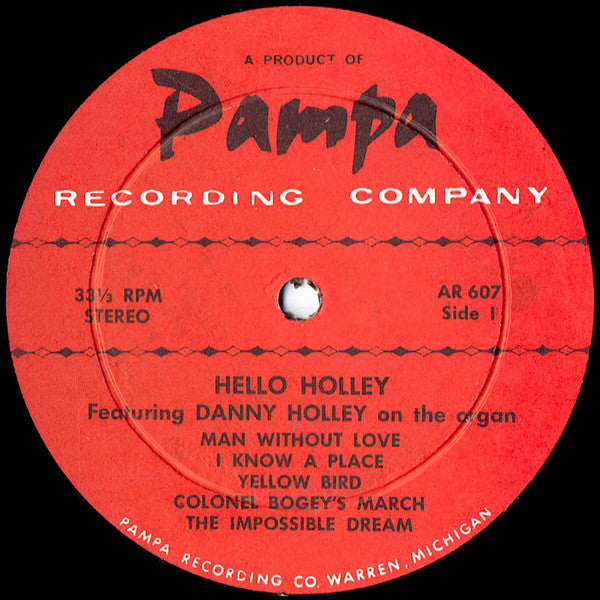 A PRODUCT OF
Pampa
RECORDING COMPANY
33⅓ RPM
STEREO
AR 607
Side 1
HELLO HOLLEY
Featuring DANNY HOLLEY on the organ
MAN WITHOUT LOVE
I KNOW A PLACE
YELLOW BIRD
COLONEL BOGEY'S MARCH
THE IMPOSSIBLE DREAM
PAMPA RECORDING CO. WARREN, MICHIGAN